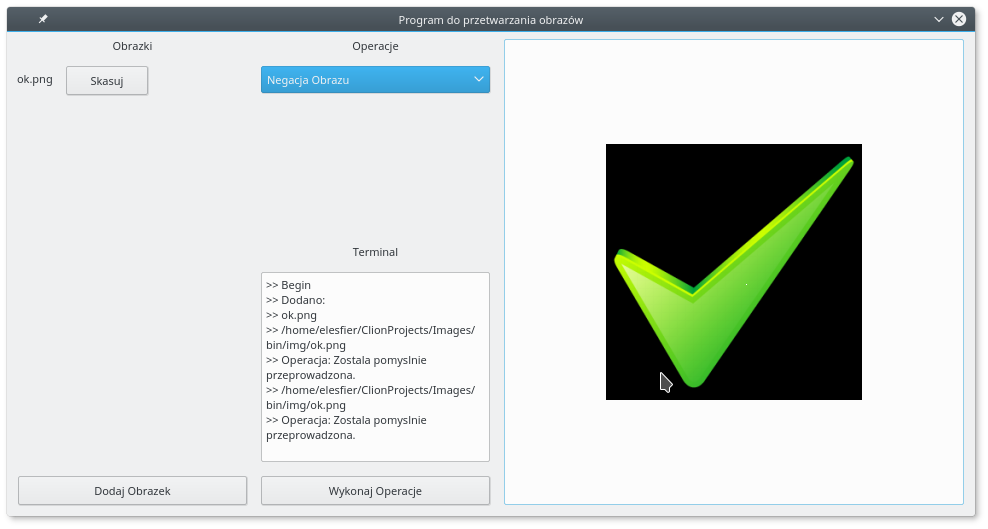 Program do przetwarzania obrazów
Obrazki
Operacje
ok.png
Skasuj
Negacja Obrazu
Terminal
>> Begin
>> Dodano:
>> ok.png
>> /home/elesfier/ClionProjects/Images/
bin/img/ok.png
>> Operacja: Zostala pomyslnie
przeprowadzona.
>> /home/elesfier/ClionProjects/Images/
bin/img/ok.png
>> Operacja: Zostala pomyslnie
przeprowadzona.
Dodaj Obrazek
Wykonaj Operacje